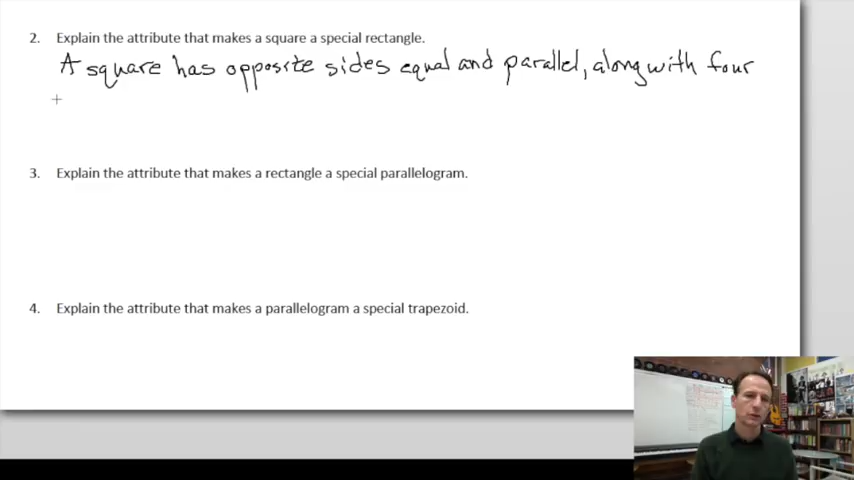 2. Explain the attribute that makes a square a special rectangle.
A square has opposite sides equal and parallel, along with four
3. Explain the attribute that makes a rectangle a special parallelogram.
4. Explain the attribute that makes a parallelogram a special trapezoid.